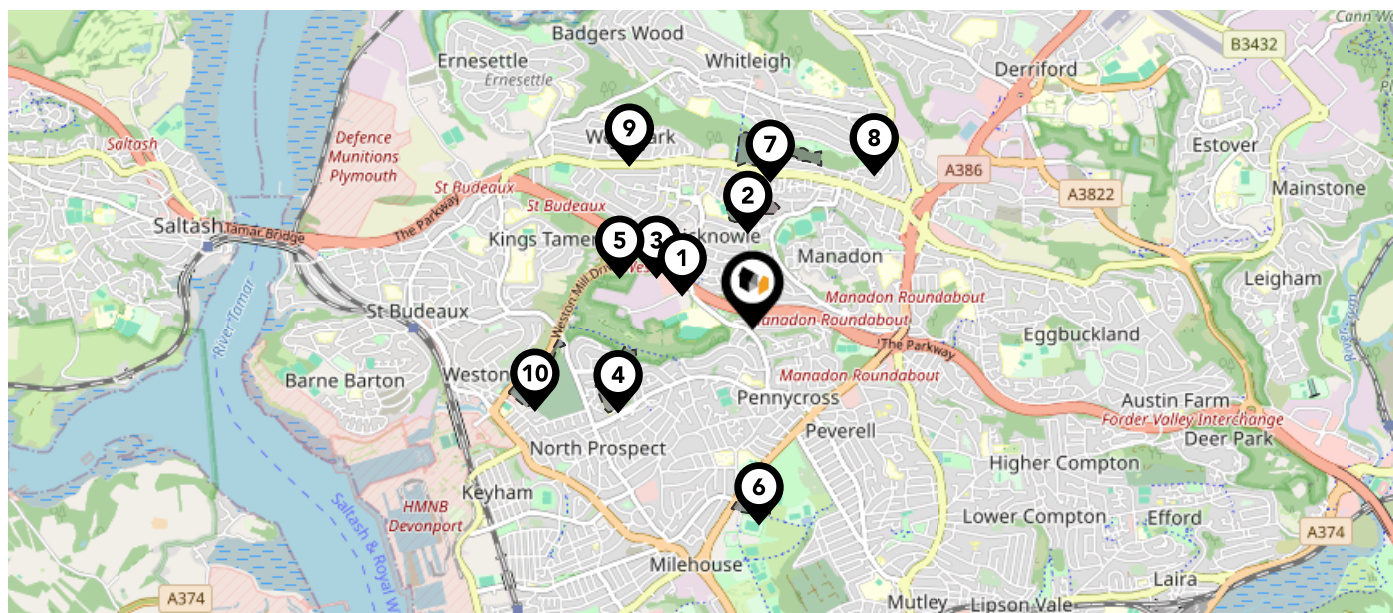 Cann Wo
Badgers Wood
B3432
Ernesettle
Whitleigh
Ernesettle
Derriford
9
7
8
Defence
Munitions
Plymouth
Saltash
Estover
A386
St Budeaux
A3822
Mainstone
2
St Budeaux
The Parkway
Saltash
Tamar Bridge
Kings Tamer
5
3
1
Manadon
Leigham
Weston Mill Drive
River Tamar
St Budeaux
Manadon Roundabout
Manadon Roundabout
Eggbuckland
The Parkway
Barne Barton
Weston
10
4
Manadon Roundabout
Pennycross
Austin Farm
Forder Valley Interchange
Deer Park
Peverell
North Prospect
Higher Compton
Keyham
6
HMNB
Devonport
Saltash & Royal W
Lower Compton
Efford
A374
Milehouse
Laira
A374
Mutley
Lipson Vale